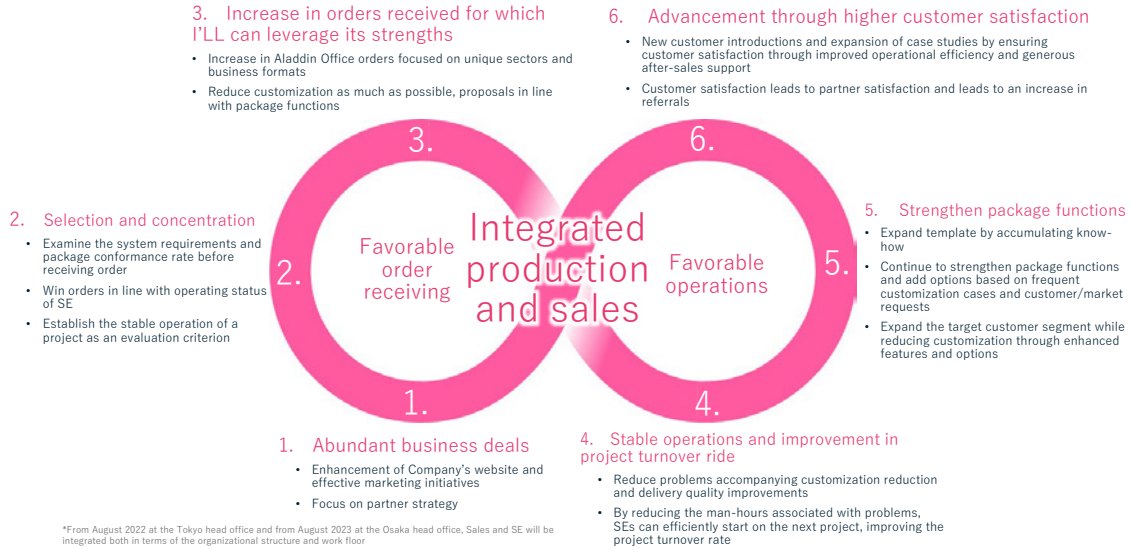 3. Increase in orders received for which
I'LL can leverage its strengths
• Increase in Aladdin Office orders focused on unique sectors and
business formats
• Reduce customization as much as possible, proposals in line
with package functions
6. Advancement through higher customer satisfaction
• New customer introductions and expansion of case studies by ensuring
customer satisfaction through improved operational efficiency and generous
after-sales support
• Customer satisfaction leads to partner satisfaction and leads to an increase in
referrals
2. Selection and concentration
• Examine the system requirements and
package conformance rate before
receiving order
• Win orders in line with operating status
of SE
• Establish the stable operation of a
project as an evaluation criterion
3.
6.
2.
Favorable
order
receiving
Integrated
production
and sales
Favorable
operations
5.
1.
4.
5. Strengthen package functions
• Expand template by accumulating know-
how
• Continue to strengthen package functions
and add options based on frequent
customization cases and customer/market
requests
• Expand the target customer segment while
reducing customization through enhanced
features and options
1. Abundant business deals
• Enhancement of Company's website and
effective marketing initiatives
• Focus on partner strategy
4. Stable operations and improvement in
project turnover ride
• Reduce problems accompanying customization reduction
and delivery quality improvements
• By reducing the man-hours associated with problems,
SEs can efficiently start on the next project, improving the
project turnover rate
*From August 2022 at the Tokyo head office and from August 2023 at the Osaka head office, Sales and SE will be
integrated both in terms of the organizational structure and work floor